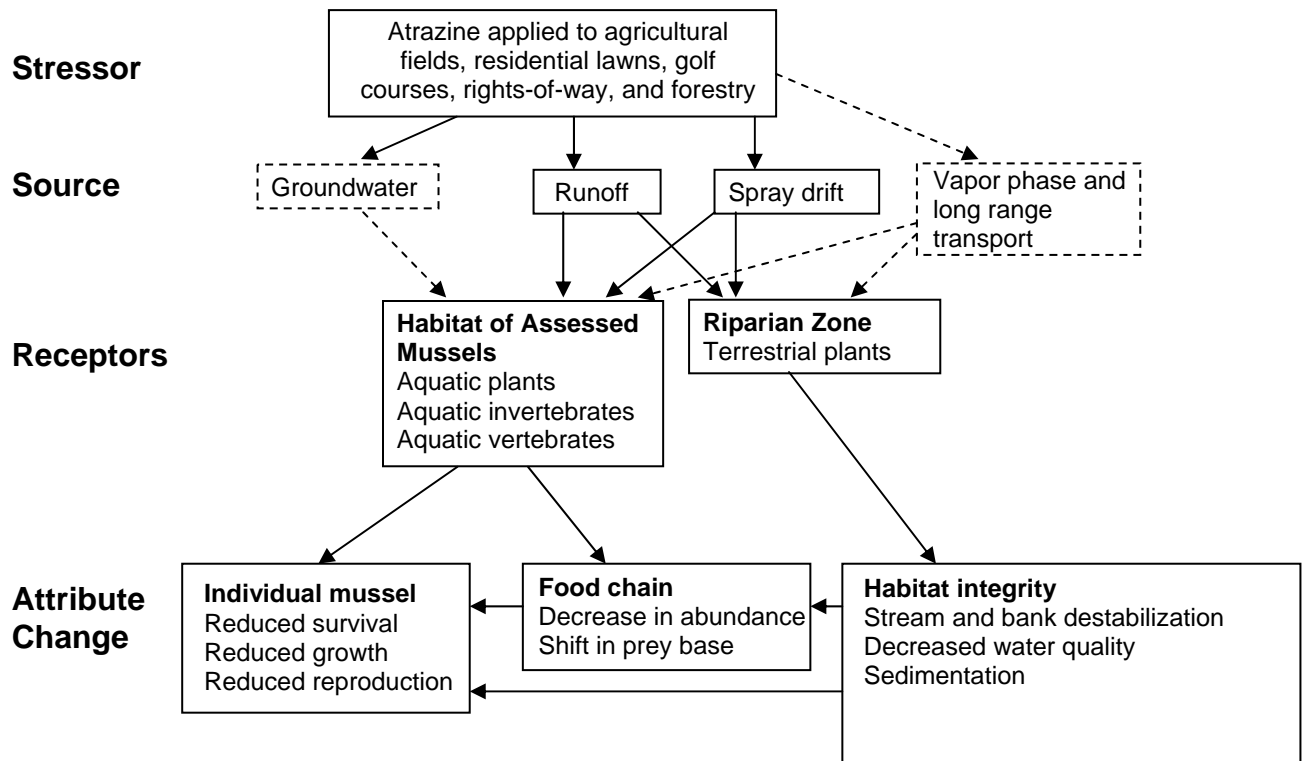 Stressor
Atrazine applied to agricultural
fields, residential lawns, golf
courses, rights-of-way, and forestry
Source
Groundwater
Runoff
Spray drift
Vapor phase and
long range
transport
Receptors
Habitat of Assessed
Mussels
Aquatic plants
Aquatic invertebrates
Aquatic vertebrates
Riparian Zone
Terrestrial plants
Attribute
Change
Individual mussel
Reduced survival
Reduced growth
Reduced reproduction
Food chain
Decrease in abundance
Shift in prey base
Habitat integrity
Stream and bank destabilization
Decreased water quality
Sedimentation